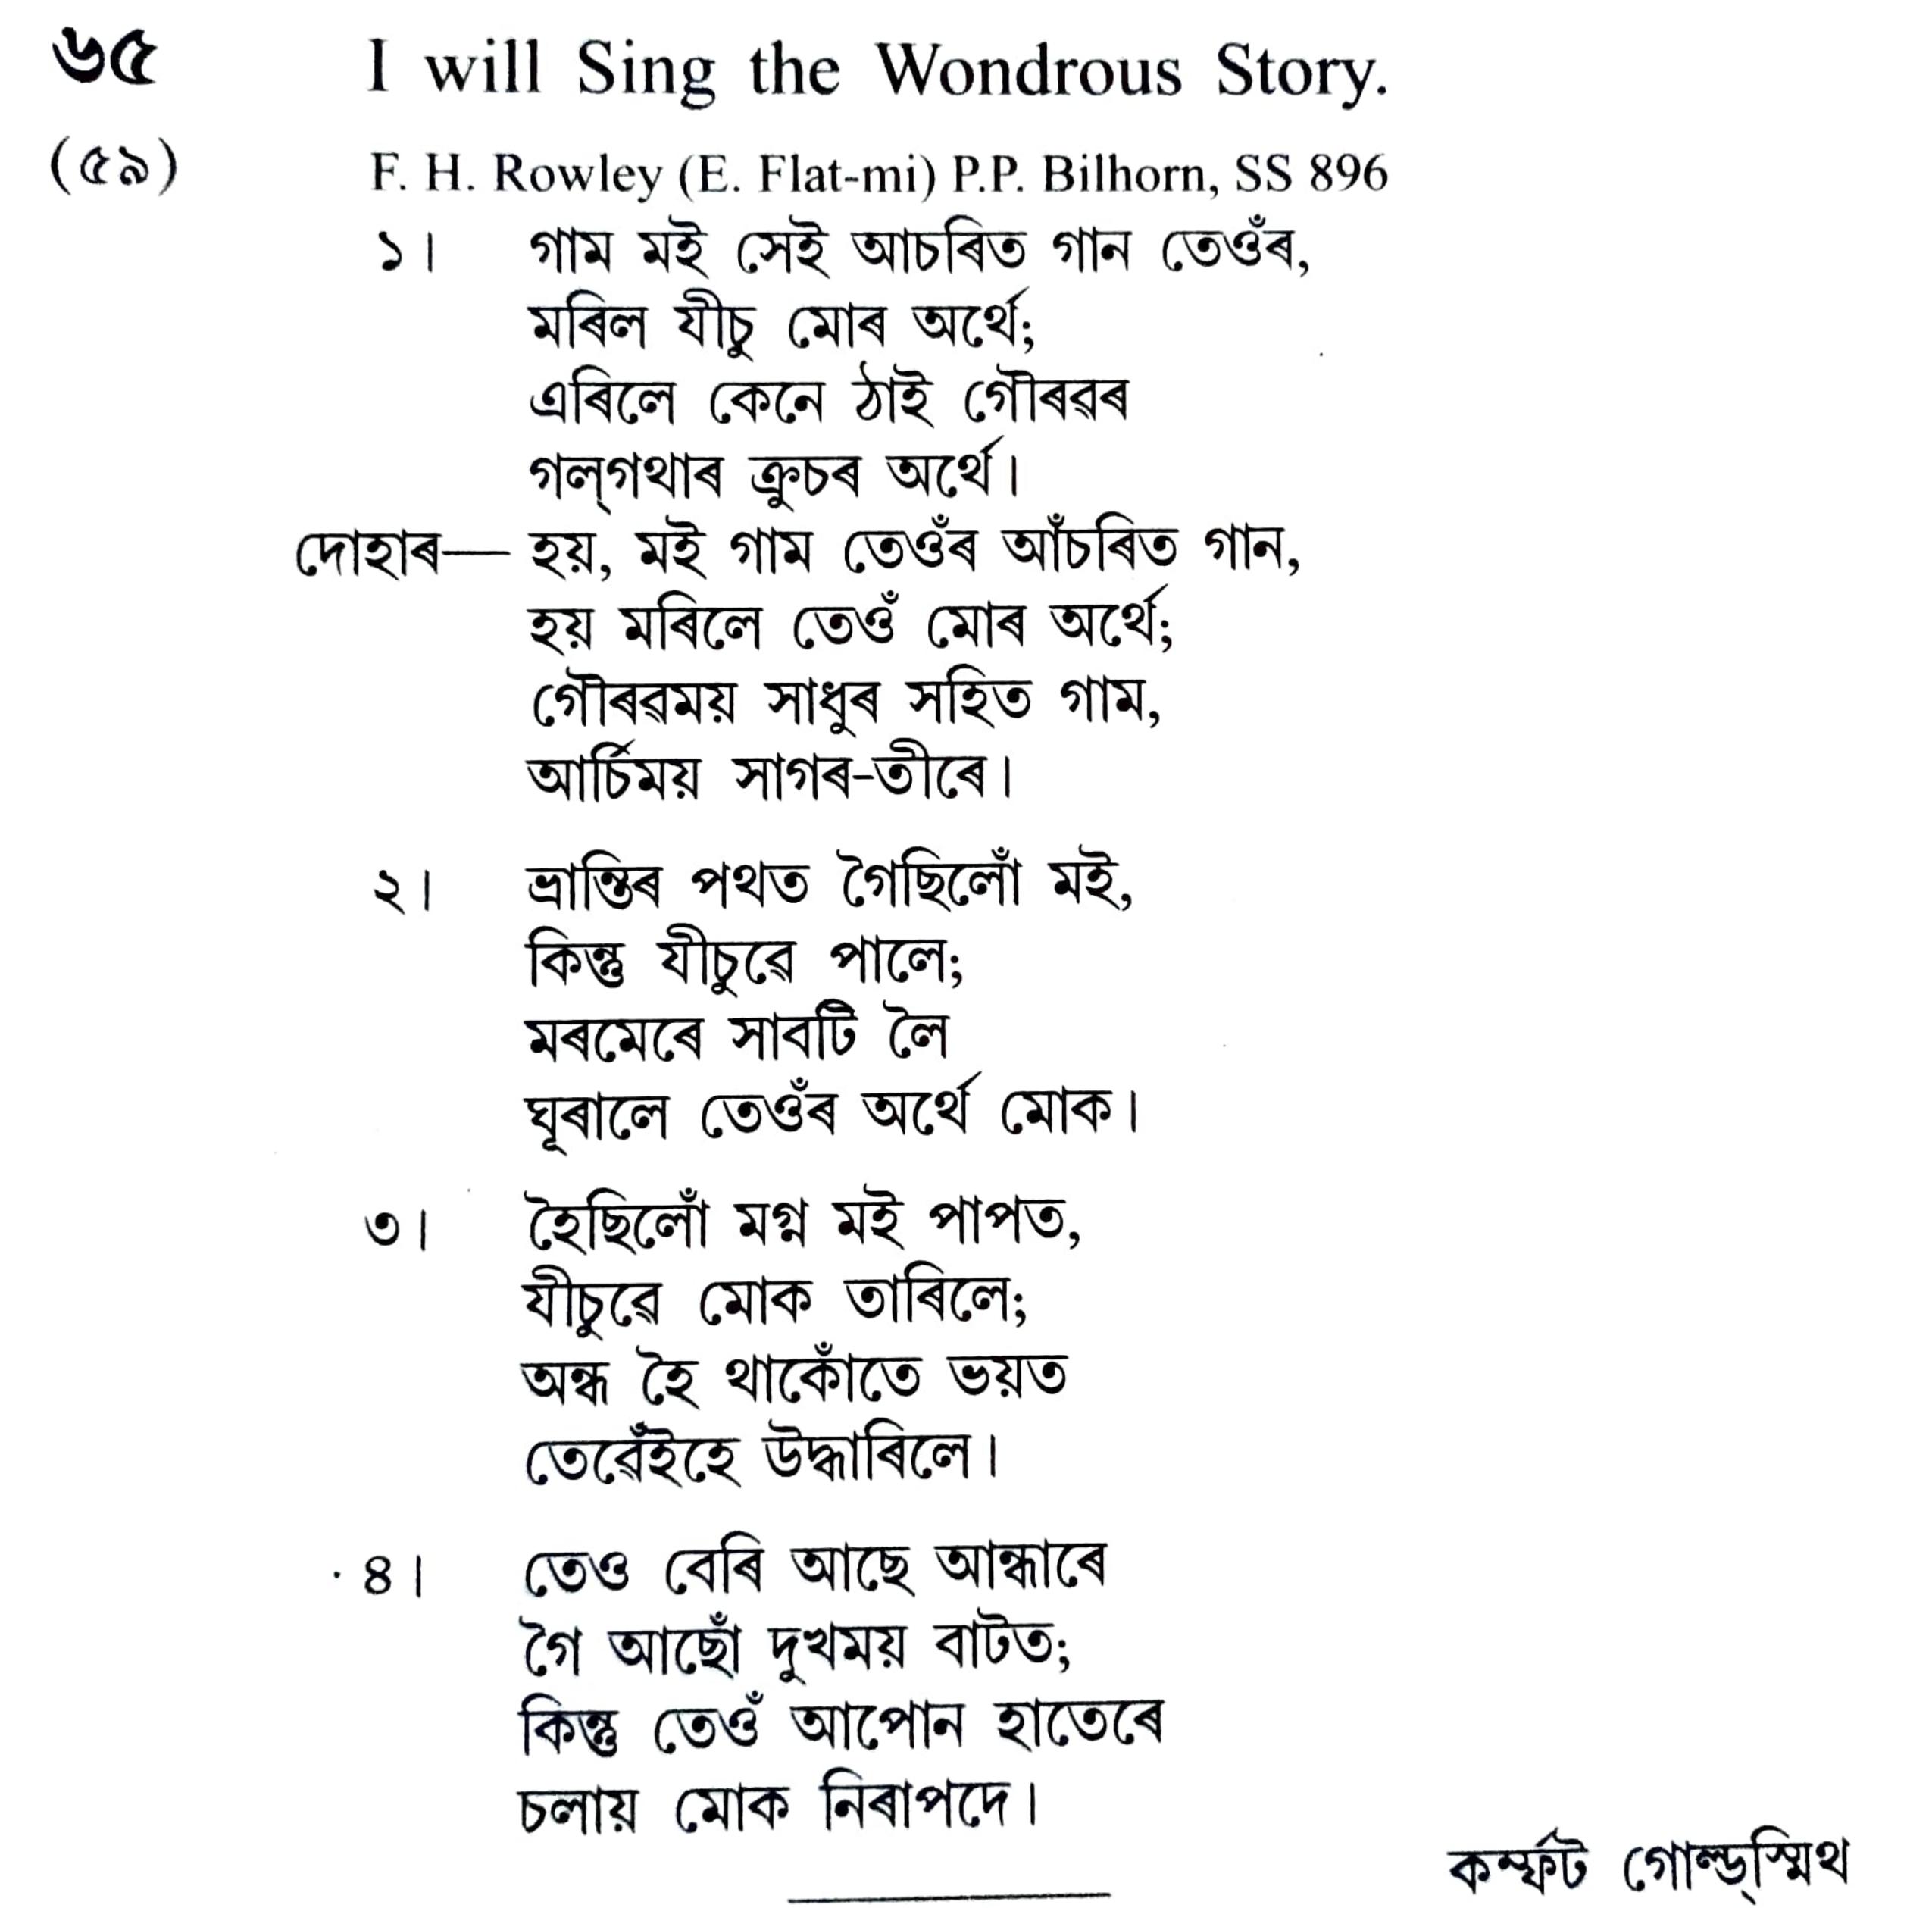 ৬৫ I will Sing the Wondrous Story.
(৫৯) F. H. Rowley (E. Flat-mi) P.P. Bilhorn, SS 896
১। গাম মই সেই আচৰিত গান তেওঁৰ,
মৰিল যীচু মোৰ অৰ্থে;
এৰিলে কেনে ঠাই গৌৰৱৰ
গল্‌গথাৰ ক্ৰুচৰ অৰ্থে।
দোহাৰ— হয়, মই গাম তেওঁৰ আঁচৰিত গান,
হয় মৰিলে তেওঁ মোৰ অৰ্থে;
গৌৰৱময় সাধুৰ সহিত গাম,
আৰ্চিময় সাগৰ-তীৰে।
২। ভ্ৰান্তিৰ পথত গৈছিলোঁ মই,
কিন্তু যীচুৱে পালে;
মৰমেৰে সাবটি লৈ
ঘূৰালে তেওঁৰ অৰ্থে মোক।
৩। হৈছিলোঁ মগ্ন মই পাপত,
যীচুৱে মোক তাৰিলে;
অন্ধ হৈ থাকোঁতে ভয়ত
তেৱেঁইহে উদ্ধাৰিলে।
৪। তেও বেৰি আছে আন্ধাৰে
গৈ আছোঁ দুখময় বাটত;
কিন্তু তেওঁ আপোন হাতেৰে
চলায় মোক নিৰাপদে।
কৰ্ম্ফট গোল্ড্‌স্মিথ